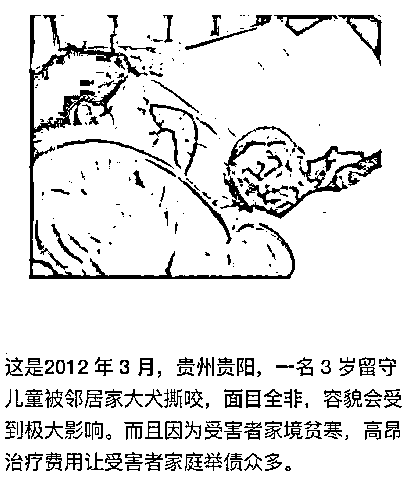 这是2012 年 3 月，贵州贵阳，一名 3 岁留守
儿童被邻居家大犬撕咬，面目全非，容貌会受
到极大影响。而且因为受害者家境贫寒，高昂
治疗费用让受害者家庭举债众多。